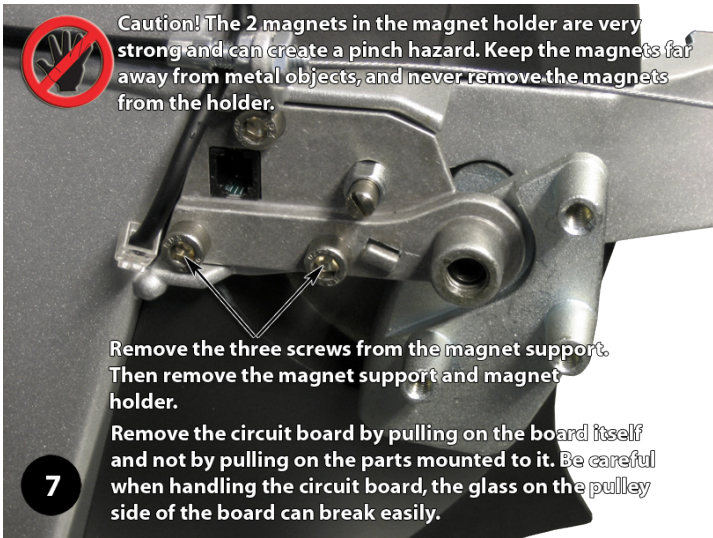 Caution! The 2 magnets in the magnet holder are very
strong and can create a pinch hazard. Keep the magnets far
away from metal objects, and never remove the magnets
from the holder.
Remove the three screws from the magnet support.
Then remove the magnet support and magnet
holder.
Remove the circuit board by pulling on the board itself
and not by pulling on the parts mounted to it. Be careful
when handling the circuit board, the glass on the pulley
side of the board can break easily.
7